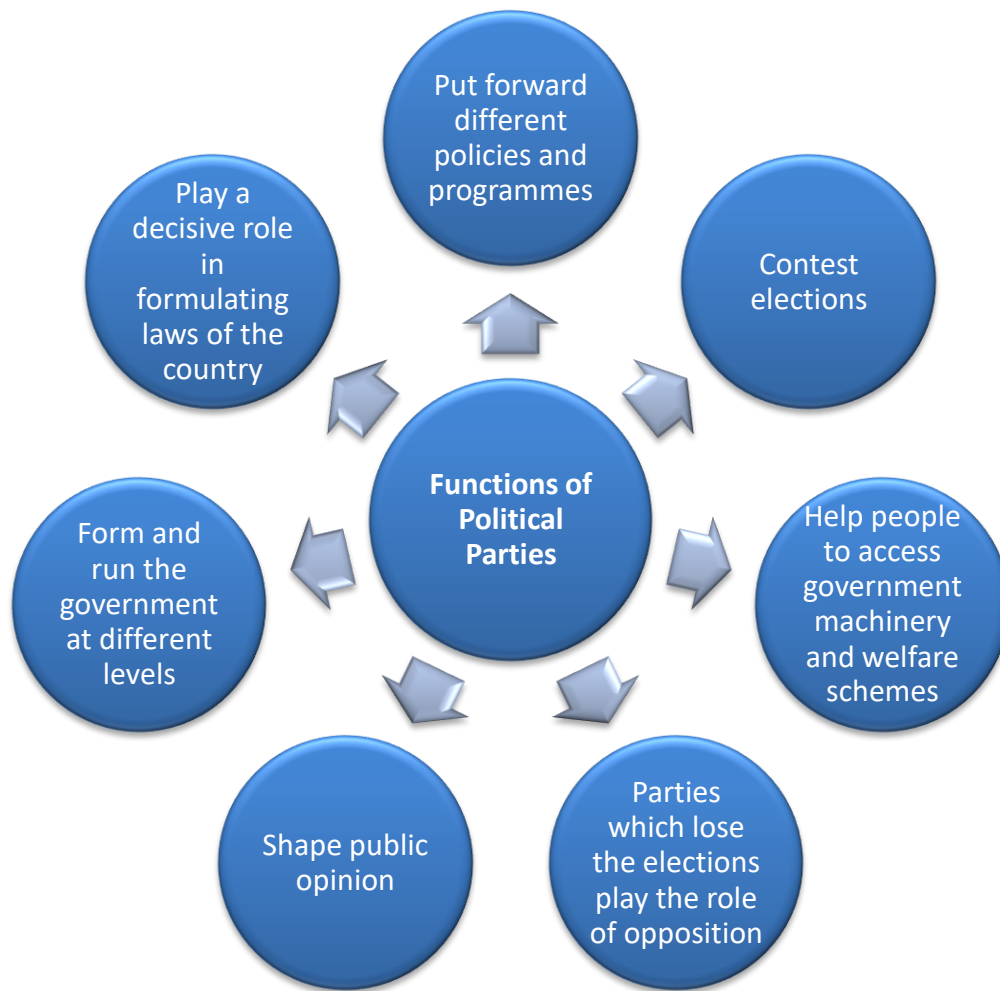 Put forward
different
policies and
programmes
Contest
elections
Help people
to access
government
machinery
and welfare
schemes
Parties
which lose
the elections
play the role
of opposition
Shape public
opinion
Form and
run the
government
at different
levels
Play a
decisive role
in
formulating
laws of the
country
Functions of
Political
Parties